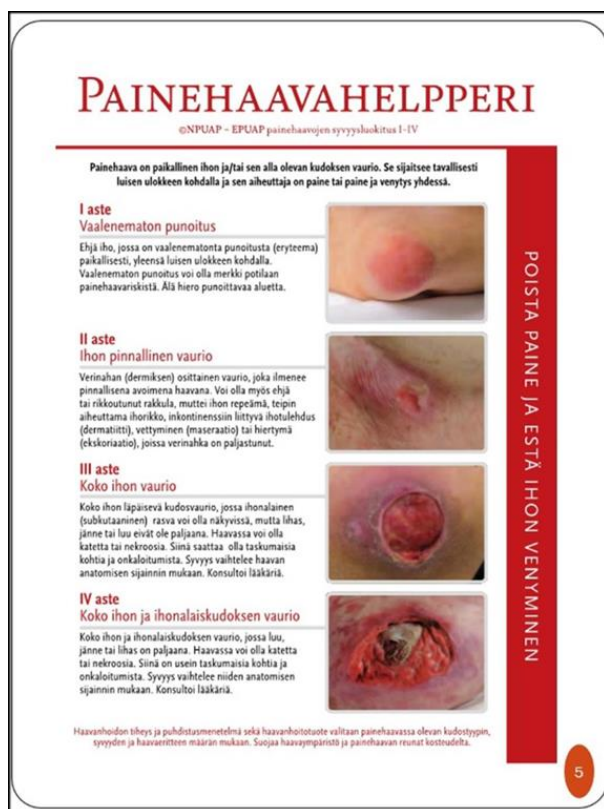 PAINEHAAVAHELPPERI
©NPUAP – EPUAP painehaavojen syvyysluokitus I-IV
Painehaava on paikallinen ihon ja/tai sen alla olevan kudoksen vaurio. Se sijaitsee tavallisesti
luisen ulokkeen kohdalla ja sen aiheuttaja on paine tai paine ja venytys yhdessä.
I aste
Vaalenematon punoitus
Ehjä iho, jossa on vaalenematonta punoitusta (eryteema)
paikallisesti, yleensä luisen ulokkeen kohdalla.
Vaalenematon punoitus voi olla merkki potilaan
painehaavariskistä. Älä hiero punoittavaa aluetta.
II aste
Ihon pinnallinen vaurio
Verinahan (dermiksen) osittainen vaurio, joka ilmenee
pinnallisena avoimena haavana. Voi olla myös ehjä
tai rikkoutunut rakkula, muttei ihon repeämä, teipin
aiheuttama ihorikko, inkontinenssiin liittyvä ihotulehdus
(dermatiitti), vettyminen (maseraatio) tai hiertymä
(ekskoriaatio), joissa verinahka on paljastunut.
III aste
Koko ihon vaurio
Koko ihon läpäisevä kudosvaurio, jossa ihonalainen
(subkutaaninen) rasva voi olla näkyvissä, mutta lihas,
jänne tai luu eivät ole paljaana. Haavassa voi olla
katetta tai nekroosia. Siinä saattaa olla taskumaisia
kohtia ja onkaloitumista. Syvyys vaihtelee haavan
anatomisen sijainnin mukaan. Konsultoi lääkäriä.
IV aste
Koko ihon ja ihonalaiskudoksen vaurio
Koko ihon ja ihonalaiskudoksen vaurio, jossa luu,
jänne tai lihas on paljaana. Haavassa voi olla katetta
tai nekroosia. Siinä on usein taskumaisia kohtia ja
onkaloitumista. Syvyys vaihtelee niiden anatomisen
sijainnin mukaan. Konsultoi lääkäriä.
POISTA PAINE JA ESTÄ IHON VENYMINEN
Haavanhoidon tiheys ja puhdistusmenetelmä sekä haavanhoitotuote valitaan painehaavassa olevan kudostyypin,
syvyyden ja haavaeritteen määrän mukaan. Suojaa haavaympäristö ja painehaavan reunat kosteudelta.
5